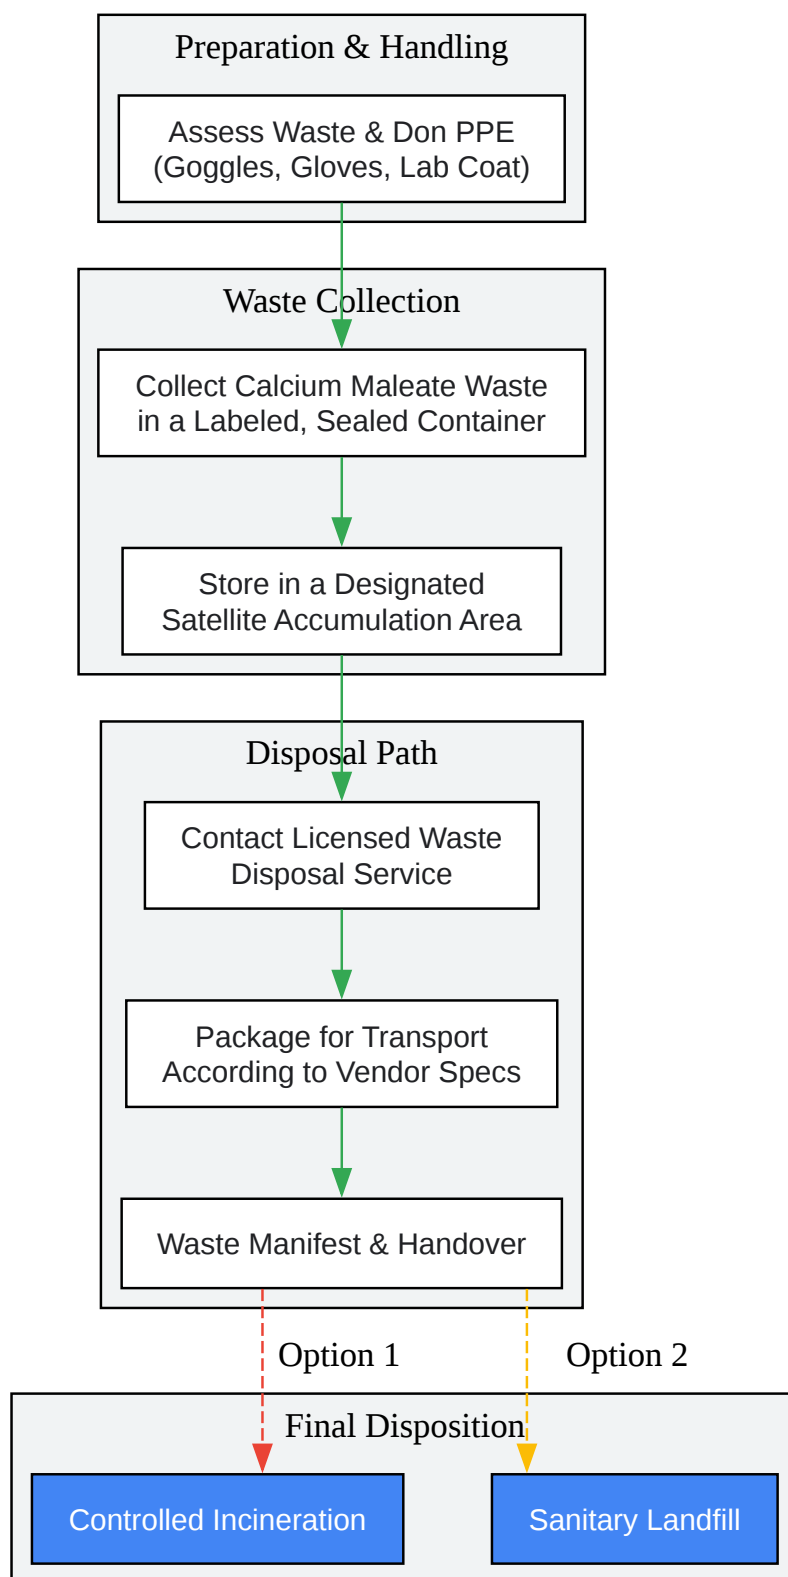 Preparation & Handling
Assess Waste & Don PPE
(Goggles, Gloves, Lab Coat)
Waste Collection
Collect Calcium Maleate Waste
in a Labeled, Sealed Container
Store in a Designated
Satellite Accumulation Area
Disposal Path
Contact Licensed Waste
Disposal Service
Package for Transport
According to Vendor Specs
Waste Manifest & Handover
Option 1
Option 2
Final Disposition
Controlled Incineration
Sanitary Landfill